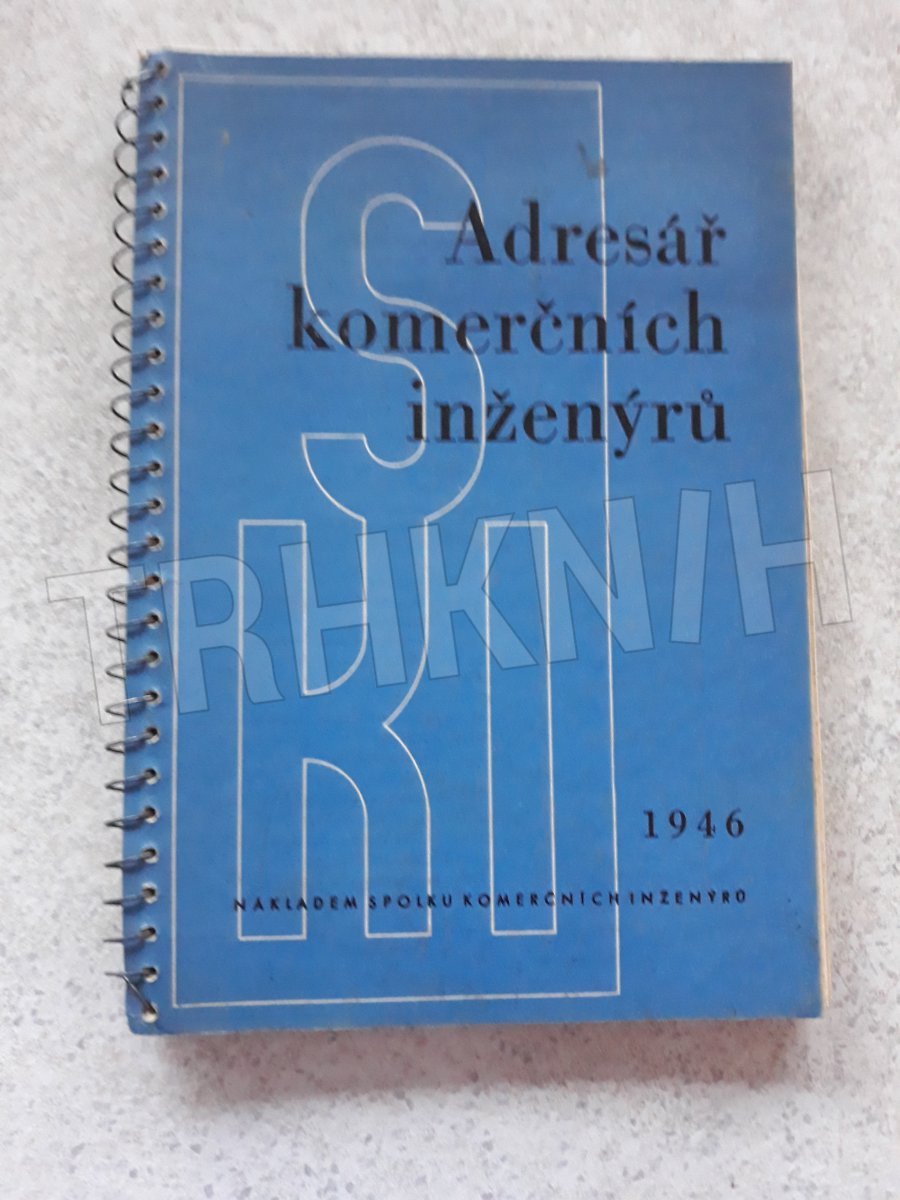 Adresář
komerčních
inženýrů
SKI
TRHKNIH
1946
NÁKLADEM SPOLKU KOMERČNÍCH INŽENÝRŮ